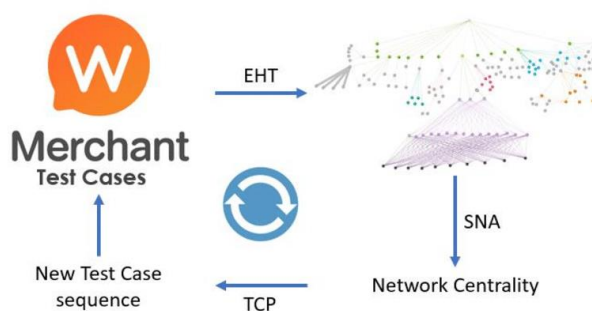 W
EHT
Merchant
Test Cases
SNA
New Test Case
sequence
TCP
Network Centrality